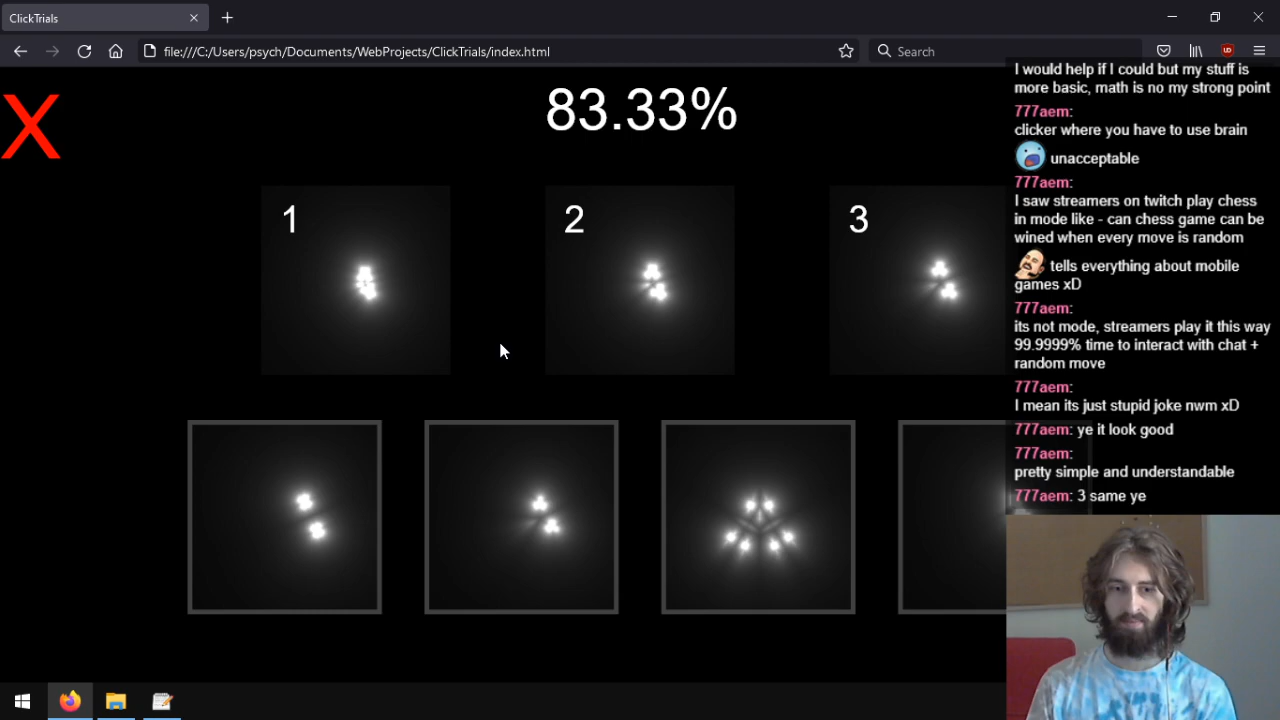 ClickTrials
file:///C:/Users/psych/Documents/WebProjects/ClickTrials/index.html
Search
X
83.33%
1
2
3
I would help if I could but my stuff is
more basic, math is no my strong point
777aem:
clicker where you have to use brain
unacceptable
777aem:
I saw streamers on twitch play chess
in mode like - can chess game can be
wined when every move is random
tells everything about mobile
games xD
777aem:
its not mode, streamers play it this way
99.9999% time to interact with chat +
random move
777aem:
I mean its just stupid joke nwm xD
777aem: ye it look good
777aem:
pretty simple and understandable
777aem: 3 same ye